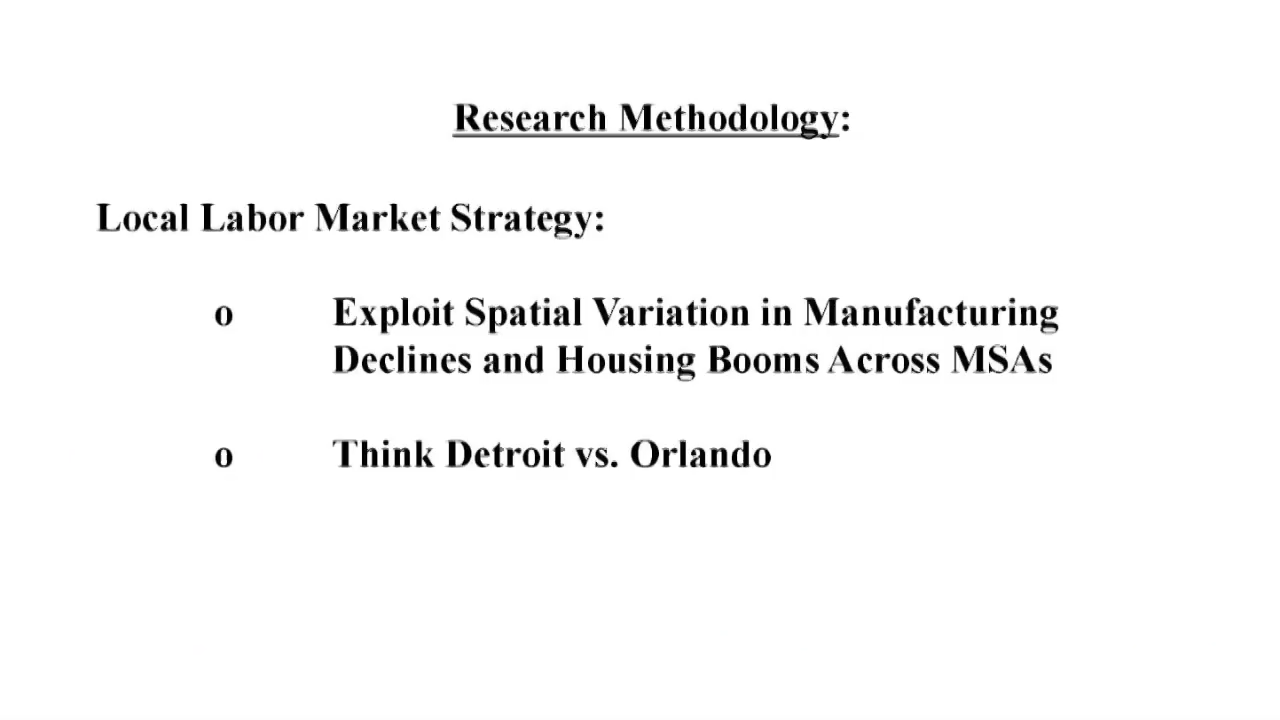 Research Methodology:
Local Labor Market Strategy:
o Exploit Spatial Variation in Manufacturing
Declines and Housing Booms Across MSAs
o Think Detroit vs. Orlando